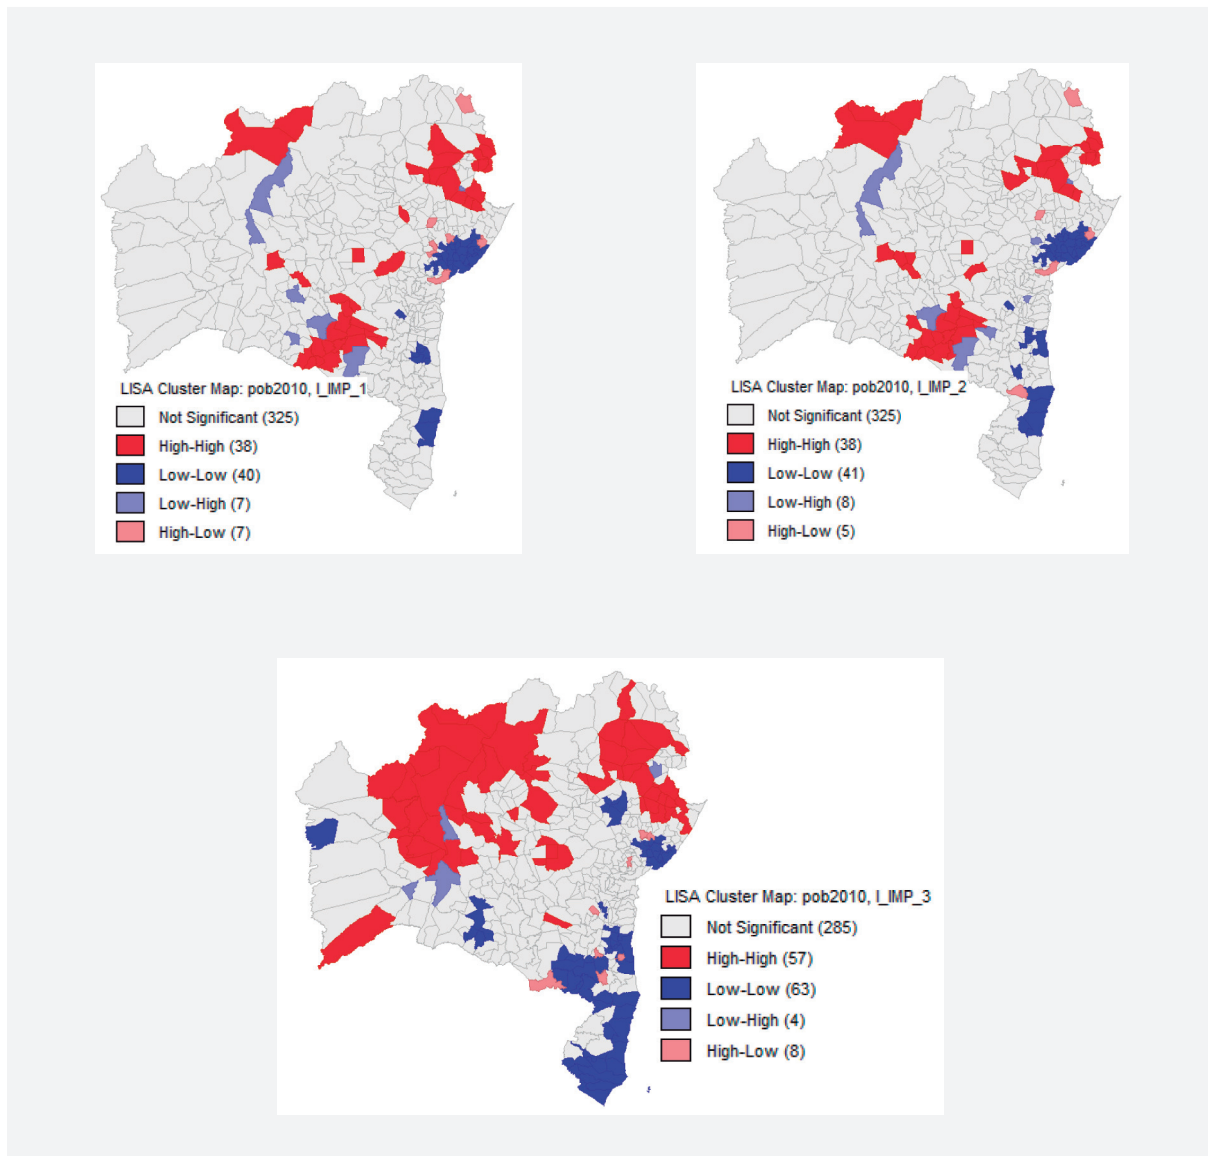 LISA Cluster Map: pob2010, I_IMP_1
Not Significant (325)
High-High (38)
Low-Low (40)
Low-High (7)
High-Low (7)
LISA Cluster Map: pob2010, I_IMP_2
Not Significant (325)
High-High (38)
Low-Low (41)
Low-High (8)
High-Low (5)
LISA Cluster Map: pob2010, I_IMP_3
Not Significant (285)
High-High (57)
Low-Low (63)
Low-High (4)
High-Low (8)